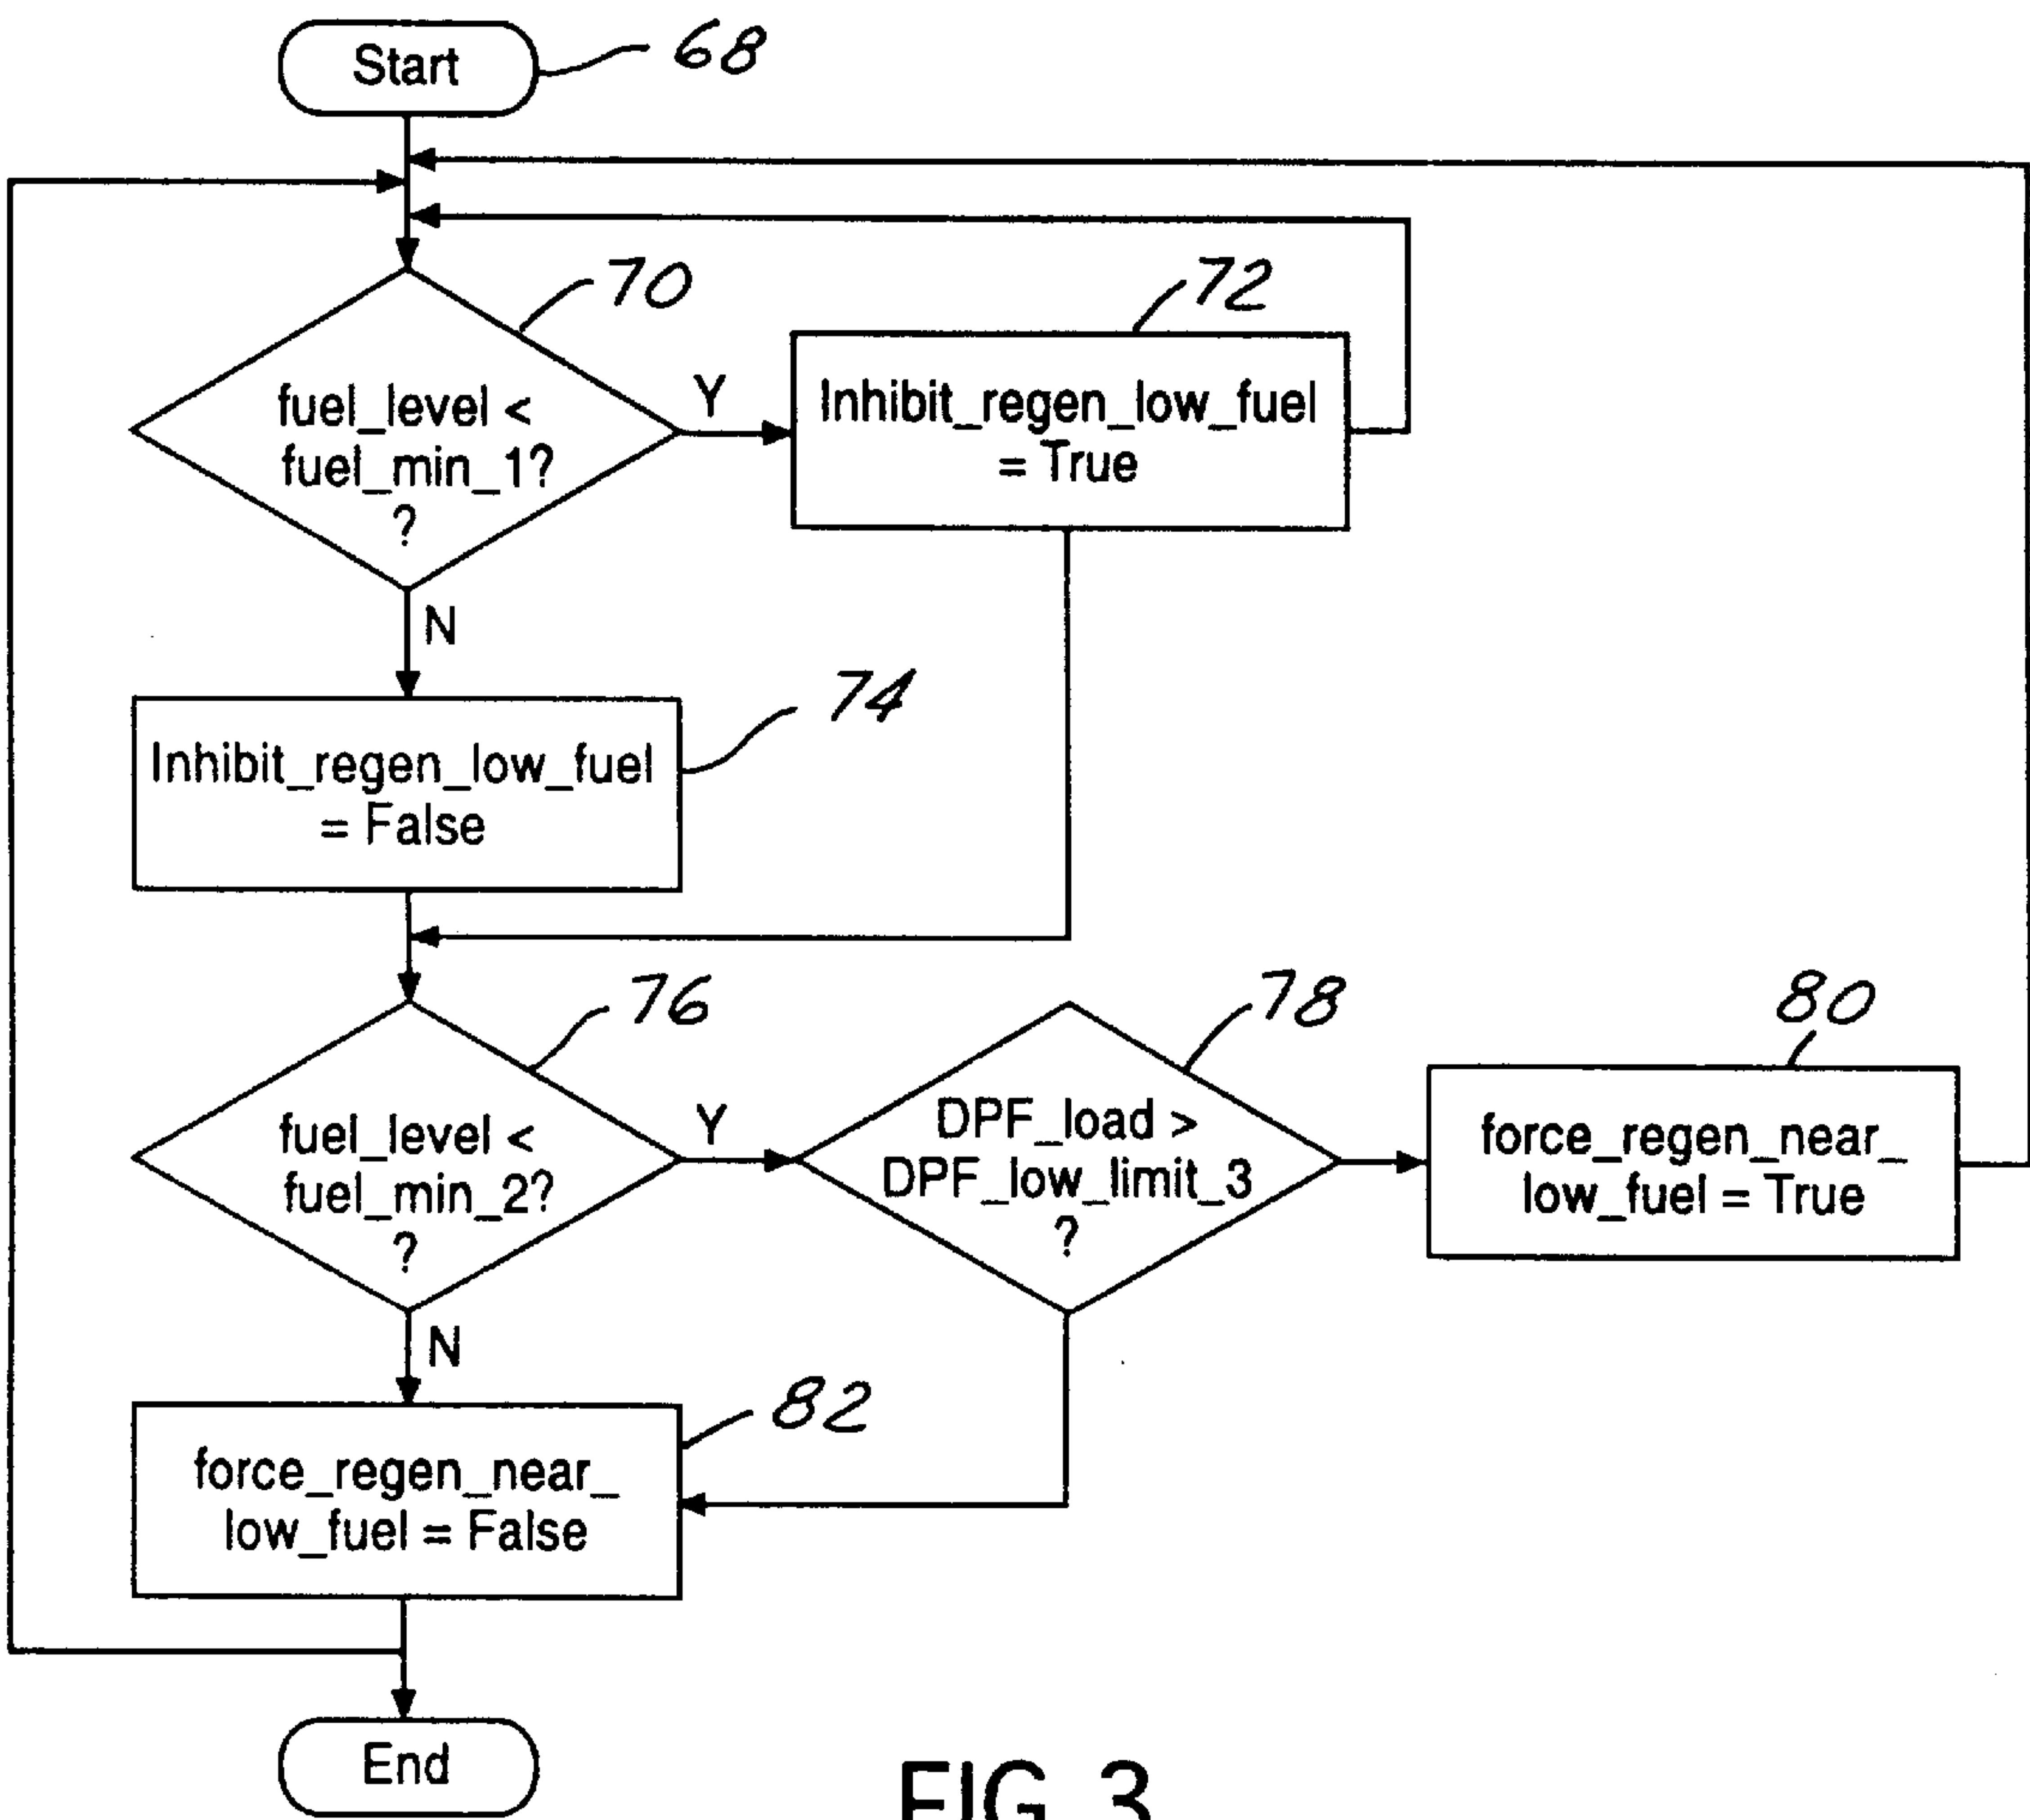 Start
68
70
72
fuel_level <
fuel_min_1?
?
Y
Inhibit_regen_low_fuel
= True
N
74
Inhibit_regen_low_fuel
= False
76
78
80
fuel_level <
fuel_min_2?
?
Y
DPF_load >
DPF_low_limit_3
?
force_regen_near_
low_fuel = True
N
82
force_regen_near_
low_fuel = False
End
FIG. 3